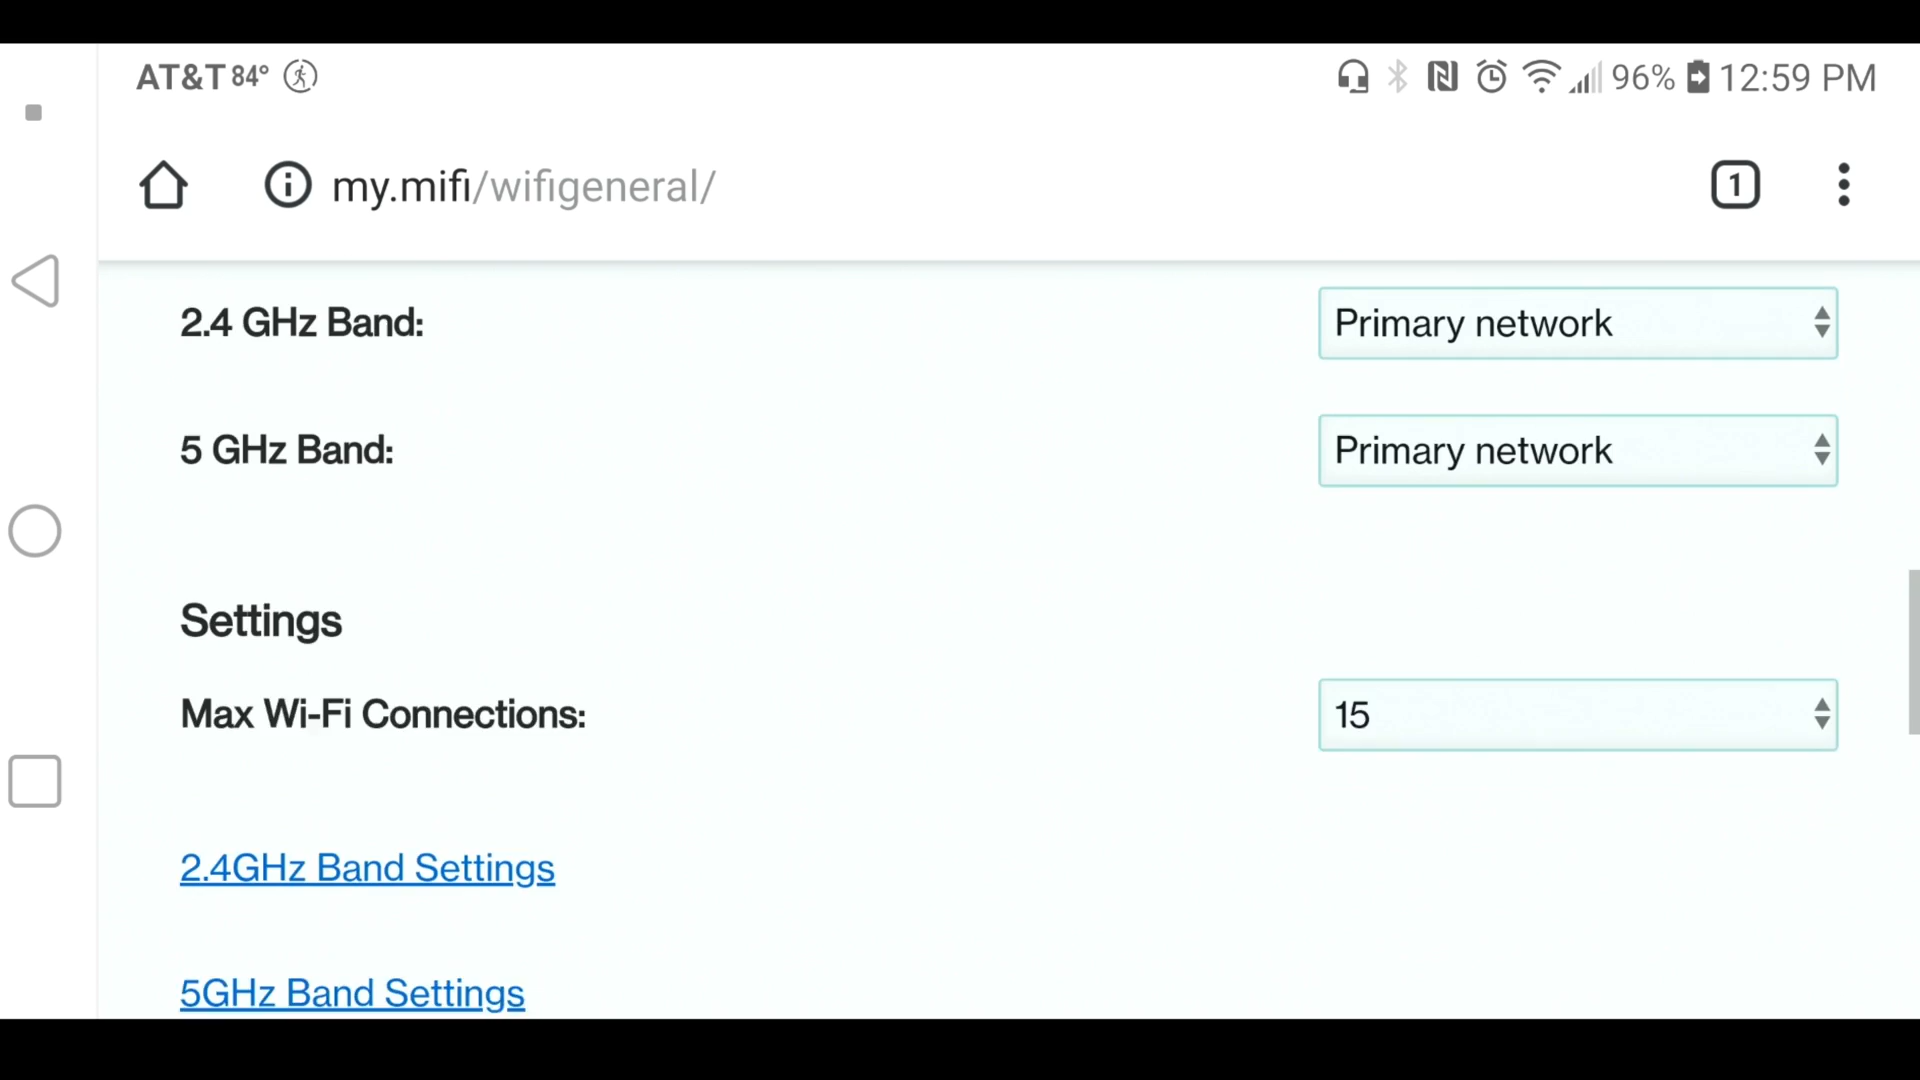 AT&T 84° 96% 12:59 PM
my.mifi/wifigeneral/ 1
2.4 GHz Band: Primary network
5 GHz Band: Primary network
Settings
Max Wi-Fi Connections: 15
2.4GHz Band Settings
5GHz Band Settings